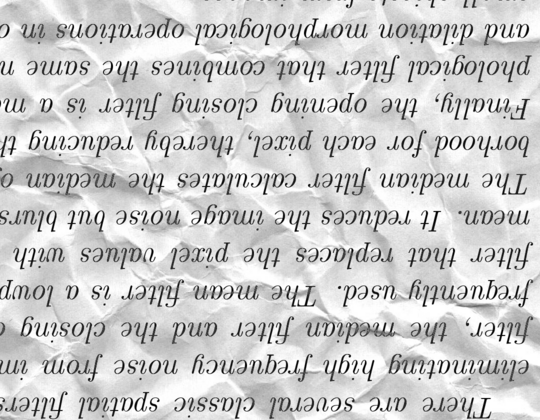 There are several classic spatial filters
eliminating high frequency noise from im
filter, the median filter and the closing
frequently used. The mean filter is a lowp
filter that replaces the pixel values with
mean. It reduces the image noise but blurs
The median filter calculates the median o
borhood for each pixel, thereby reducing th
Finally, the opening closing filter is a m
phological filter that combines the same n
and dilation morphological operations in o